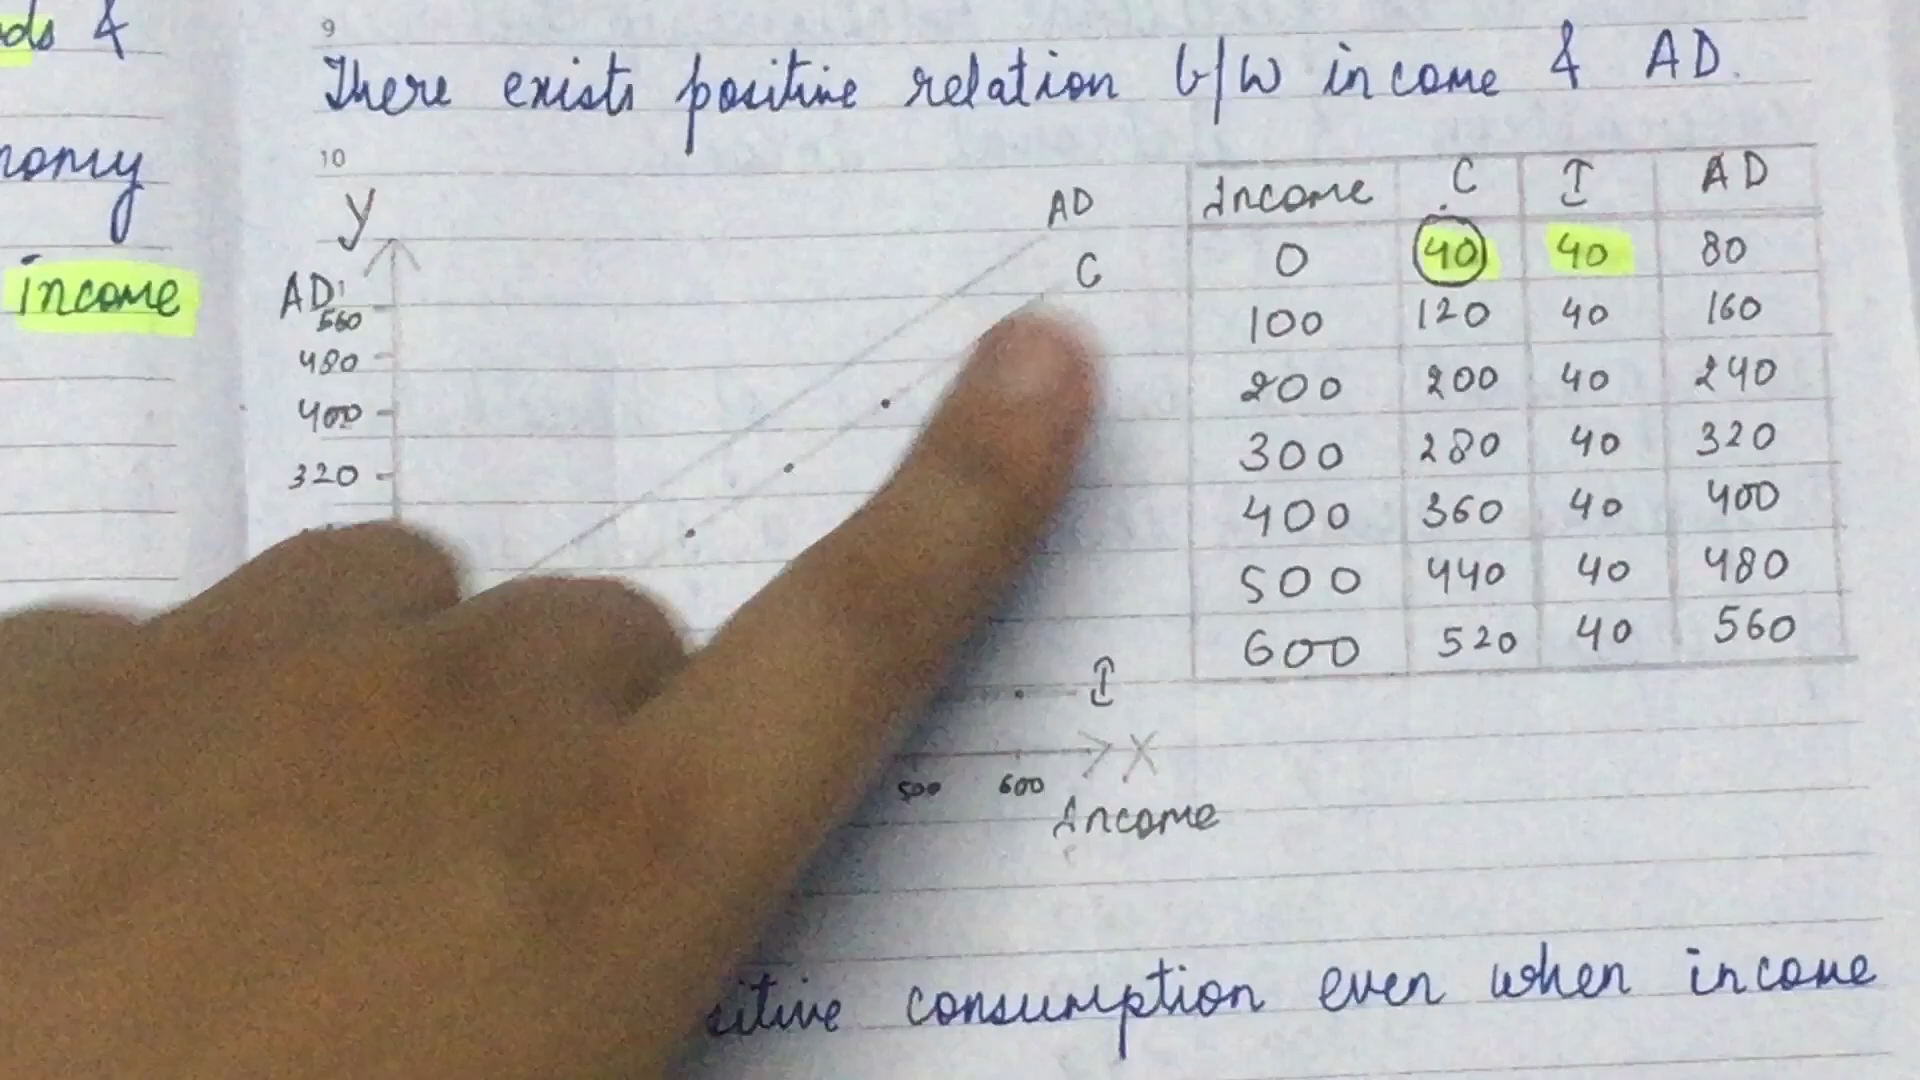 9
There exists positive relation b/w income & AD.
10
y
AD
C
AD
560
480
400
320
I
500 600
X
Income
Income C I AD
0 40 40 80
100 120 40 160
200 200 40 240
300 280 40 320
400 360 40 400
500 440 40 480
600 520 40 560
consumption even when income
&
income